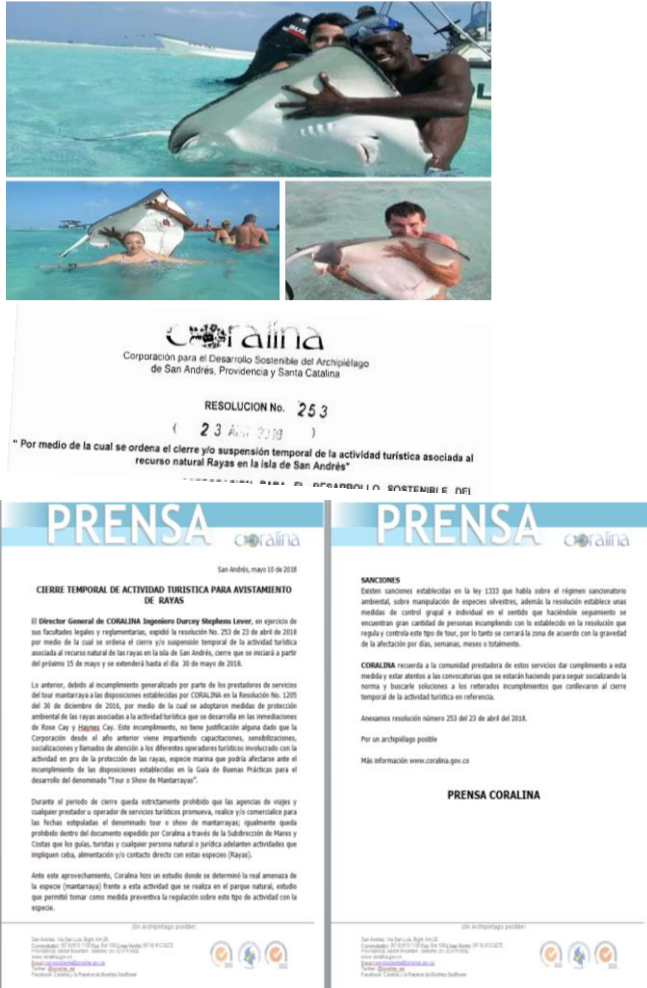 coralina
Corporación para el Desarrollo Sostenible del Archipiélago
de San Andrés, Providencia y Santa Catalina
RESOLUCION No. 253
( 23 )
" Por medio de la cual se ordena el cierre y/o suspensión temporal de la actividad turística asociada al
recurso natural Rayas en la isla de San Andrés"
PRENSA coralina
San Andrés, mayo 10 de 2018
CIERRE TEMPORAL DE ACTIVIDAD TURISTICA PARA AVISTAMIENTO
DE RAYAS
El Director General de CORALINA Ingeniero Durcey Stephens Lever, en ejercicio de
sus facultades legales y reglamentarias, expidió la resolución No. 253 de 23 de abril de 2018
por medio de la cual se ordena el cierre y/o suspensión temporal de la actividad turística
asociada al recurso natural de las rayas en la isla de San Andrés, cierre que se iniciará a partir
del próximo 15 de mayo y se extenderá hasta el día 30 de mayo de 2018.
Lo anterior, debido al incumplimiento generalizado por parte de los prestadores de servicios
del tour mantarraya a las disposiciones establecidas por CORALINA en la Resolución No. 1205
del 30 de diciembre de 2016, por medio de la cual se adoptaron medidas de protección
ambiental de las rayas asociadas a la actividad turística que se desarrolla en las inmediaciones
de Rose Cay y Haynes Cay. Este incumplimiento, no tiene justificación alguna dado que la
Corporación desde el año anterior viene impartiendo capacitaciones, sensibilizaciones,
socializaciones y llamados de atención a los diferentes operadores turísticos involucrado con la
actividad en pro de la protección de las rayas, especie marina que podría afectarse ante el
incumplimiento de las disposiciones establecidas en la Guía de Buenas Prácticas para el
desarrollo del denominado "Tour o Show de Mantarrayas".
Durante el periodo de cierre queda estrictamente prohibido que las agencias de viajes y
cualquier prestador u operador de servicios turísticos promueva, realice y/o comercialice para
las fechas estipuladas el denominado tour o show de mantarrayas; igualmente queda
prohibido dentro del documento expedido por Coralina a través de la Subdirección de Mares y
Costas que los guías, turistas y cualquier persona natural o jurídica adelanten actividades que
impliquen ceba, alimentación y/o contacto directo con estas especies (Rayas).
Ante este aprovechamiento, Coralina hizo un estudio donde se determinó la real amenaza de
la especie (mantarraya) frente a esta actividad que se realiza en el parque natural, estudio
que permitió tomar como medida preventiva la regulación sobre este tipo de actividad con la
especie.
¡Un Archipiélago posible!
PRENSA coralina
SANCIONES
Existen sanciones establecidas en la ley 1333 que habla sobre el régimen sancionatorio
ambiental, sobre manipulación de especies silvestres, además la resolución establece unas
medidas de control grupal e individual en el sentido que haciéndole seguimiento se
encuentran gran cantidad de personas incumpliendo con lo establecido en la resolución que
regula y controla este tipo de tour, por lo tanto se cerrará la zona de acuerdo con la gravedad
de la afectación por días, semanas, meses o totalmente.
CORALINA recuerda a la comunidad prestadora de estos servicios dar cumplimiento a esta
medida y estar atentos a las convocatorias que se estarán haciendo para seguir socializando la
norma y buscarle soluciones a los reiterados incumplimientos que conllevaron al cierre
temporal de la actividad turística en referencia.
Anexamos resolución número 253 del 23 de abril del 2018.
Por un archipiélago posible
Más información www.coralina.gov.co
PRENSA CORALINA
¡Un Archipiélago posible!